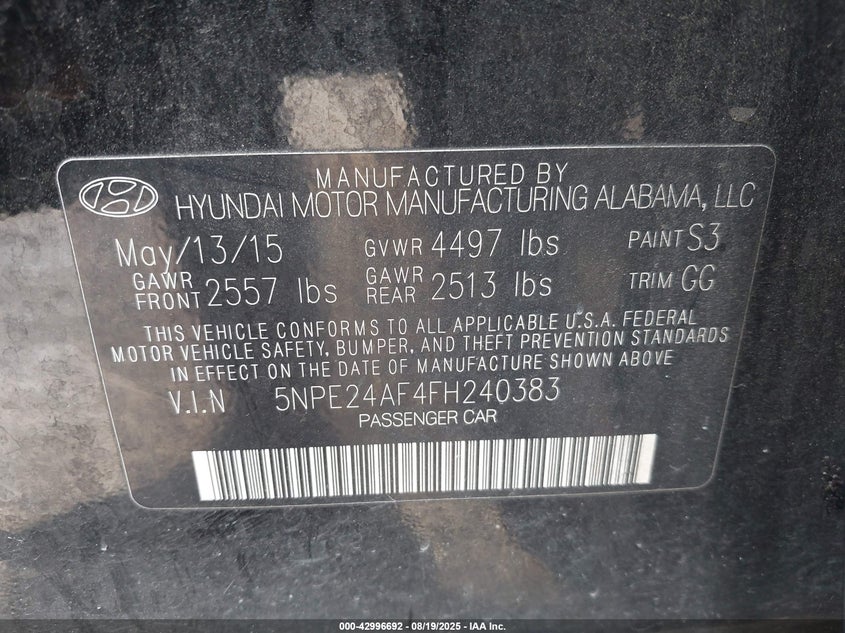 MANUFACTURED BY
HYUNDAI MOTOR MANUFACTURING ALABAMA, LLC
May/13/15 GVWR 4497 lbs PAINT S3
GAWR FRONT 2557 lbs GAWR REAR 2513 lbs TRIM GG
THIS VEHICLE CONFORMS TO ALL APPLICABLE U.S.A. FEDERAL
MOTOR VEHICLE SAFETY, BUMPER, AND THEFT PREVENTION STANDARDS
IN EFFECT ON THE DATE OF MANUFACTURE SHOWN ABOVE
V.I.N 5NPE24AF4FH240383
PASSENGER CAR
000-42996692 - 08/19/2025 - IAA Inc.